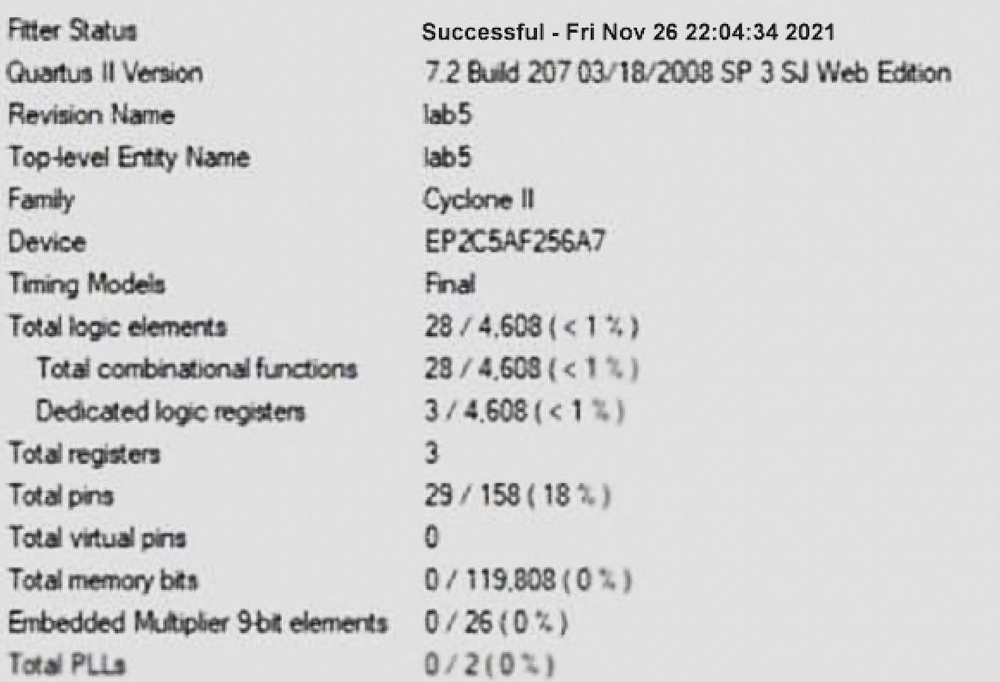 Fitter Status Successful - Fri Nov 26 22:04:34 2021
Quartus II Version 7.2 Build 207 03/18/2008 SP 3 SJ Web Edition
Revision Name lab5
Top-level Entity Name lab5
Family Cyclone II
Device EP2C5AF256A7
Timing Models Final
Total logic elements 28 / 4,608 ( < 1 % )
Total combinational functions 28 / 4,608 ( < 1 % )
Dedicated logic registers 3 / 4,608 ( < 1 % )
Total registers 3
Total pins 29 / 158 ( 18 % )
Total virtual pins 0
Total memory bits 0 / 119,808 ( 0 % )
Embedded Multiplier 9-bit elements 0 / 26 ( 0 % )
Total PLLs 0 / 2 ( 0 % )